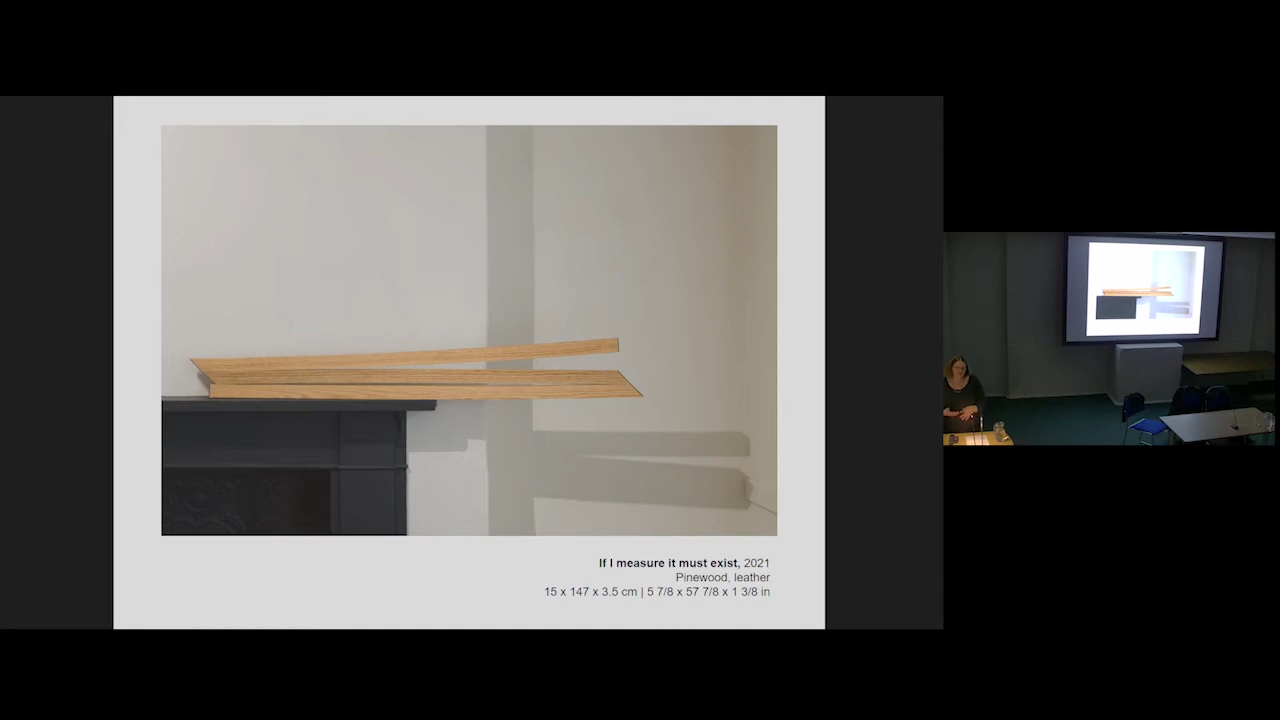 If I measure it must exist, 2021
Pinewood, leather
15 x 147 x 3.5 cm | 5 7/8 x 57 7/8 x 1 3/8 in